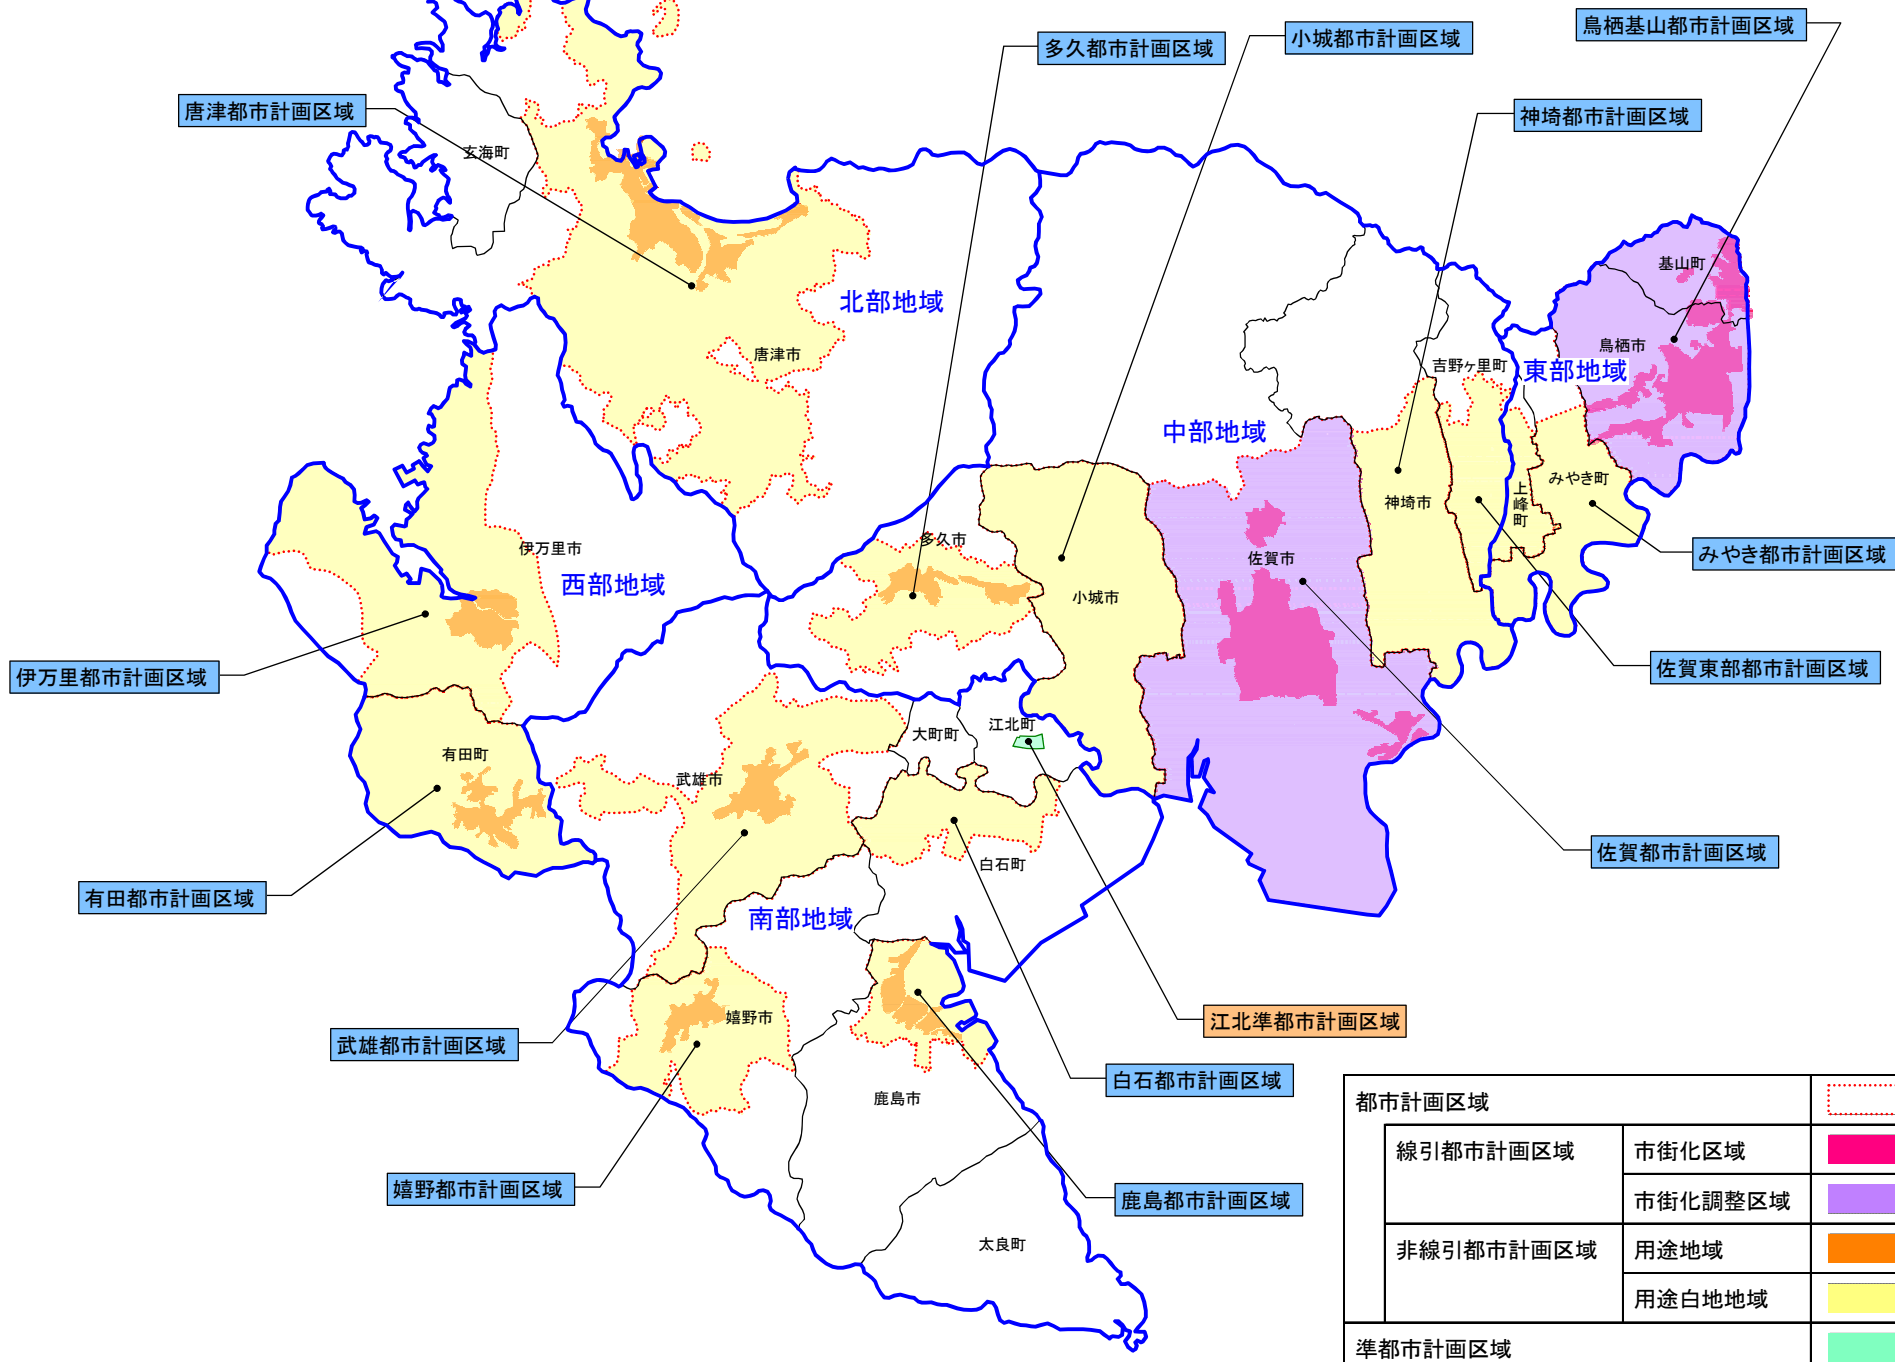 鳥栖基山都市計画区域
小城都市計画区域
多久都市計画区域
唐津都市計画区域
神埼都市計画区域
玄海町
基山町
北部地域
鳥栖市
唐津市
吉野ヶ里町
東部地域
中部地域
みやき町
神埼市
上峰町
多久市
伊万里市
みやき都市計画区域
佐賀市
西部地域
小城市
佐賀東部都市計画区域
伊万里都市計画区域
江北町
大町町
有田町
武雄市
佐賀都市計画区域
白石町
有田都市計画区域
南部地域
嬉野市
江北準都市計画区域
武雄都市計画区域
白石都市計画区域
鹿島市
嬉野都市計画区域
鹿島都市計画区域
太良町
都市計画区域
線引都市計画区域
市街化区域
市街化調整区域
非線引都市計画区域
用途地域
用途白地地域
準都市計画区域